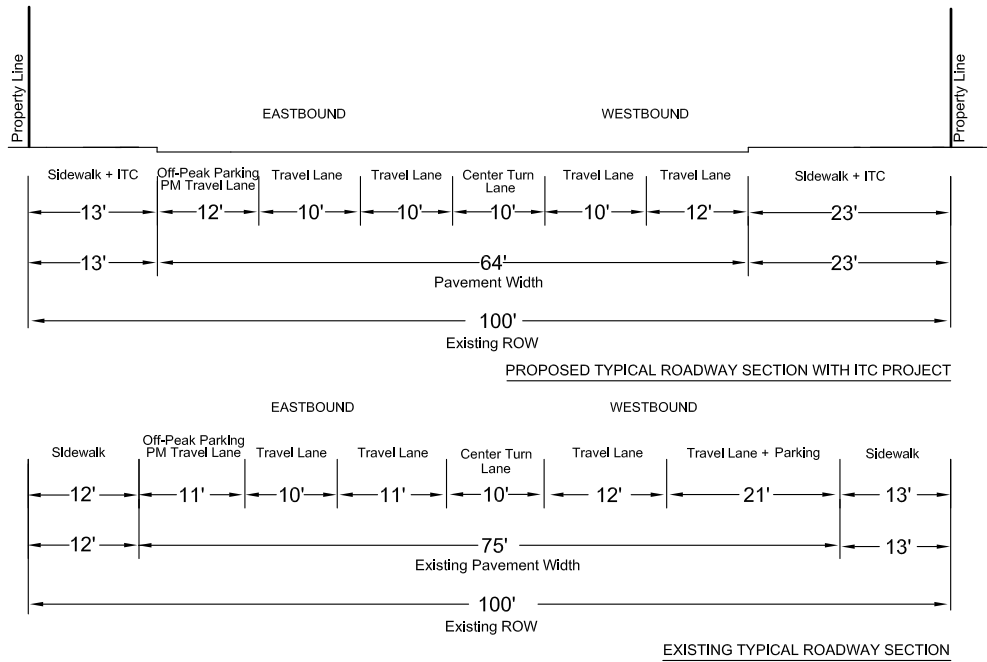 Property Line
Property Line
EASTBOUND
WESTBOUND
Sidewalk + ITC
Off-Peak Parking
PM Travel Lane
Travel Lane
Travel Lane
Center Turn
Lane
Travel Lane
Travel Lane
Sidewalk + ITC
13'
12'
10'
10'
10'
10'
12'
23'
13'
64'
23'
Pavement Width
100'
Existing ROW
PROPOSED TYPICAL ROADWAY SECTION WITH ITC PROJECT
EASTBOUND
WESTBOUND
Sidewalk
Off-Peak Parking
PM Travel Lane
Travel Lane
Travel Lane
Center Turn
Lane
Travel Lane
Travel Lane + Parking
Sidewalk
12'
11'
10'
11'
10'
12'
21'
13'
12'
75'
13'
Existing Pavement Width
100'
Existing ROW
EXISTING TYPICAL ROADWAY SECTION